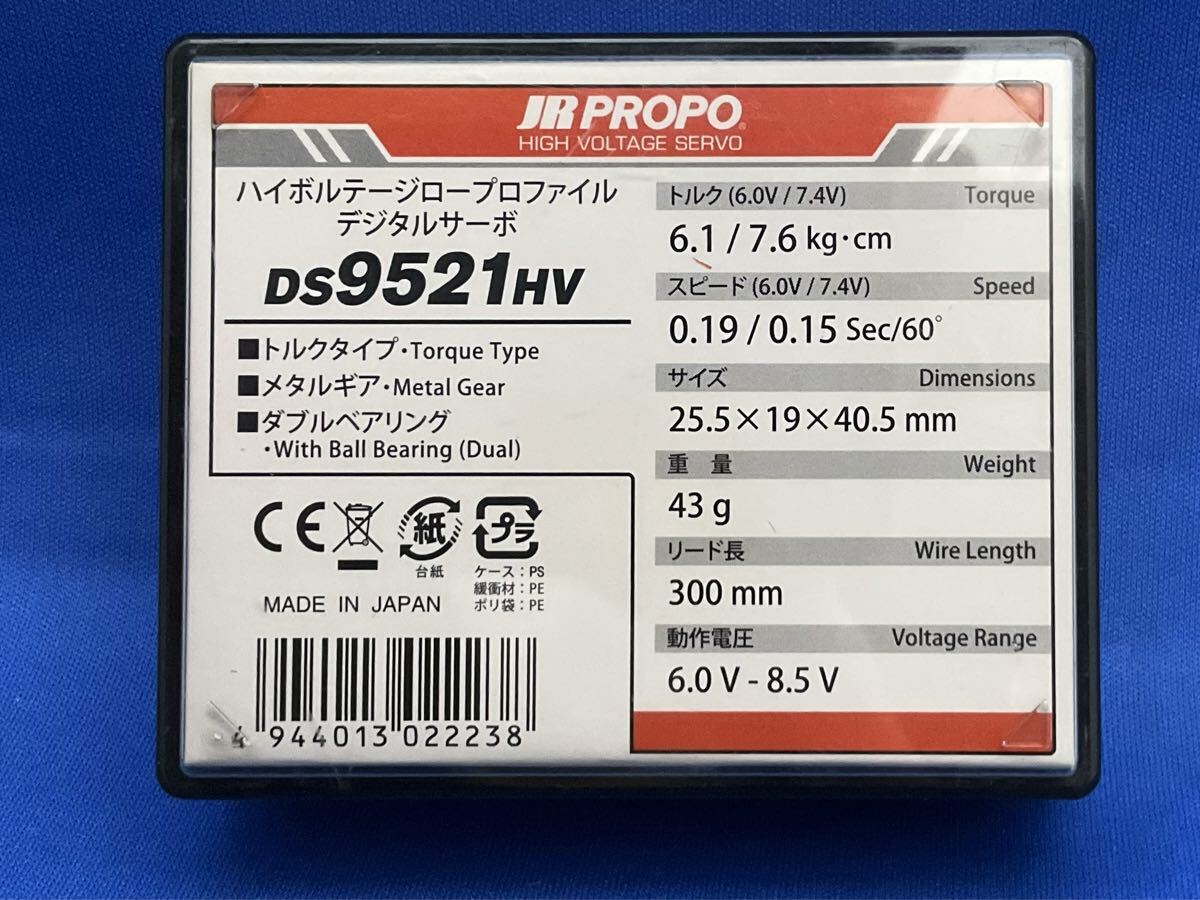 JR PROPO
HIGH VOLTAGE SERVO
ハイボルテージロープロファイル
デジタルサーボ
DS9521HV
■トルクタイプ・Torque Type
■メタルギア・Metal Gear
■ダブルベアリング
・With Ball Bearing (Dual)
CE 紙 プラ
台紙
ケース：PS
緩衝材：PE
ポリ袋：PE
MADE IN JAPAN
4 944013 022238
トルク (6.0V / 7.4V) Torque
6.1 / 7.6 kg・cm
スピード (6.0V / 7.4V) Speed
0.19 / 0.15 Sec/60°
サイズ Dimensions
25.5×19×40.5 mm
重 量 Weight
43 g
リード長 Wire Length
300 mm
動作電圧 Voltage Range
6.0 V - 8.5 V